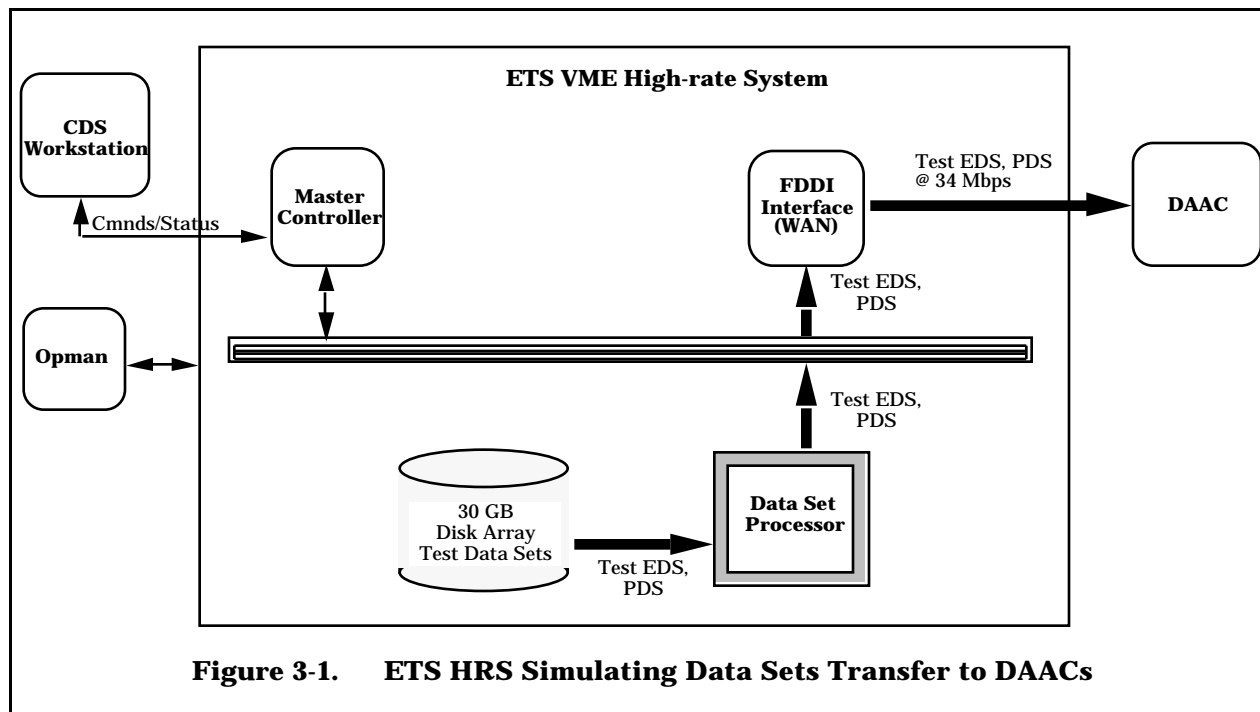 ETS VME High-rate System
CDS
Workstation
Cmnds/Status
Master
Controller
FDDI
Interface
(WAN)
Test EDS, PDS
@ 34 Mbps
DAAC
Test EDS,
PDS
Opman
Test EDS,
PDS
30 GB
Disk Array
Test Data Sets
Test EDS,
PDS
Data Set
Processor
Figure 3-1. ETS HRS Simulating Data Sets Transfer to DAACs